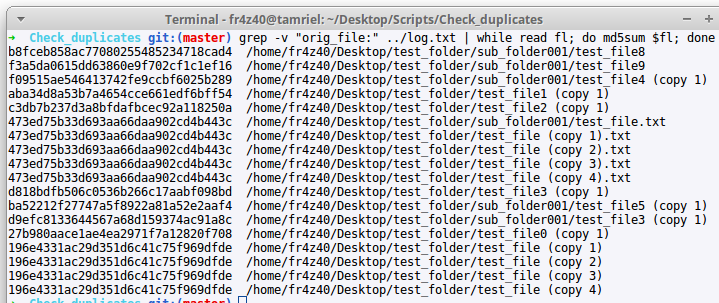 Terminal - fr4z40@tamriel: ~/Desktop/Scripts/Check_duplicates
➜  Check_duplicates git:(master) grep -v "orig_file:" ../log.txt | while read fl; do md5sum $fl; done
b8fceb858ac77080255485234718cad4  /home/fr4z40/Desktop/test_folder/sub_folder001/test_file8
f3a5da0615dd63860e9f702cf1c1ef16  /home/fr4z40/Desktop/test_folder/sub_folder001/test_file9
f09515ae546413742fe9ccbf6025b289  /home/fr4z40/Desktop/test_folder/sub_folder001/test_file4 (copy 1)
aba34d8a53b7a4654cce661edf6bff54  /home/fr4z40/Desktop/test_folder/test_file1 (copy 1)
c3db7b237d3a8bfdafbcec92a118250a  /home/fr4z40/Desktop/test_folder/test_file2 (copy 1)
473ed75b33d693aa66daa902cd4b443c  /home/fr4z40/Desktop/test_folder/sub_folder001/test_file.txt
473ed75b33d693aa66daa902cd4b443c  /home/fr4z40/Desktop/test_folder/test_file (copy 1).txt
473ed75b33d693aa66daa902cd4b443c  /home/fr4z40/Desktop/test_folder/test_file (copy 2).txt
473ed75b33d693aa66daa902cd4b443c  /home/fr4z40/Desktop/test_folder/test_file (copy 3).txt
473ed75b33d693aa66daa902cd4b443c  /home/fr4z40/Desktop/test_folder/test_file (copy 4).txt
d818bdfb506c0536b266c17aabf098bd  /home/fr4z40/Desktop/test_folder/test_file3 (copy 1)
ba52212f27747a5f8922a81a52e2aaf4  /home/fr4z40/Desktop/test_folder/sub_folder001/test_file5 (copy 1)
d9efc8133644567a68d159374ac91a8c  /home/fr4z40/Desktop/test_folder/sub_folder001/test_file3 (copy 1)
27b980aace1ae4ea2971f7a12820f708  /home/fr4z40/Desktop/test_folder/test_file0 (copy 1)
196e4331ac29d351d6c41c75f969dfde  /home/fr4z40/Desktop/test_folder/test_file (copy 1)
196e4331ac29d351d6c41c75f969dfde  /home/fr4z40/Desktop/test_folder/test_file (copy 2)
196e4331ac29d351d6c41c75f969dfde  /home/fr4z40/Desktop/test_folder/test_file (copy 3)
196e4331ac29d351d6c41c75f969dfde  /home/fr4z40/Desktop/test_folder/test_file (copy 4)
➜  Check_duplicates git:(master)